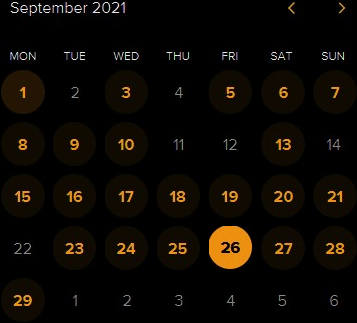 September 2021
MON TUE WED THU FRI SAT SUN
1 2 3 4 5 6 7
8 9 10 11 12 13 14
15 16 17 18 19 20 21
22 23 24 25 26 27 28
29 1 2 3 4 5 6